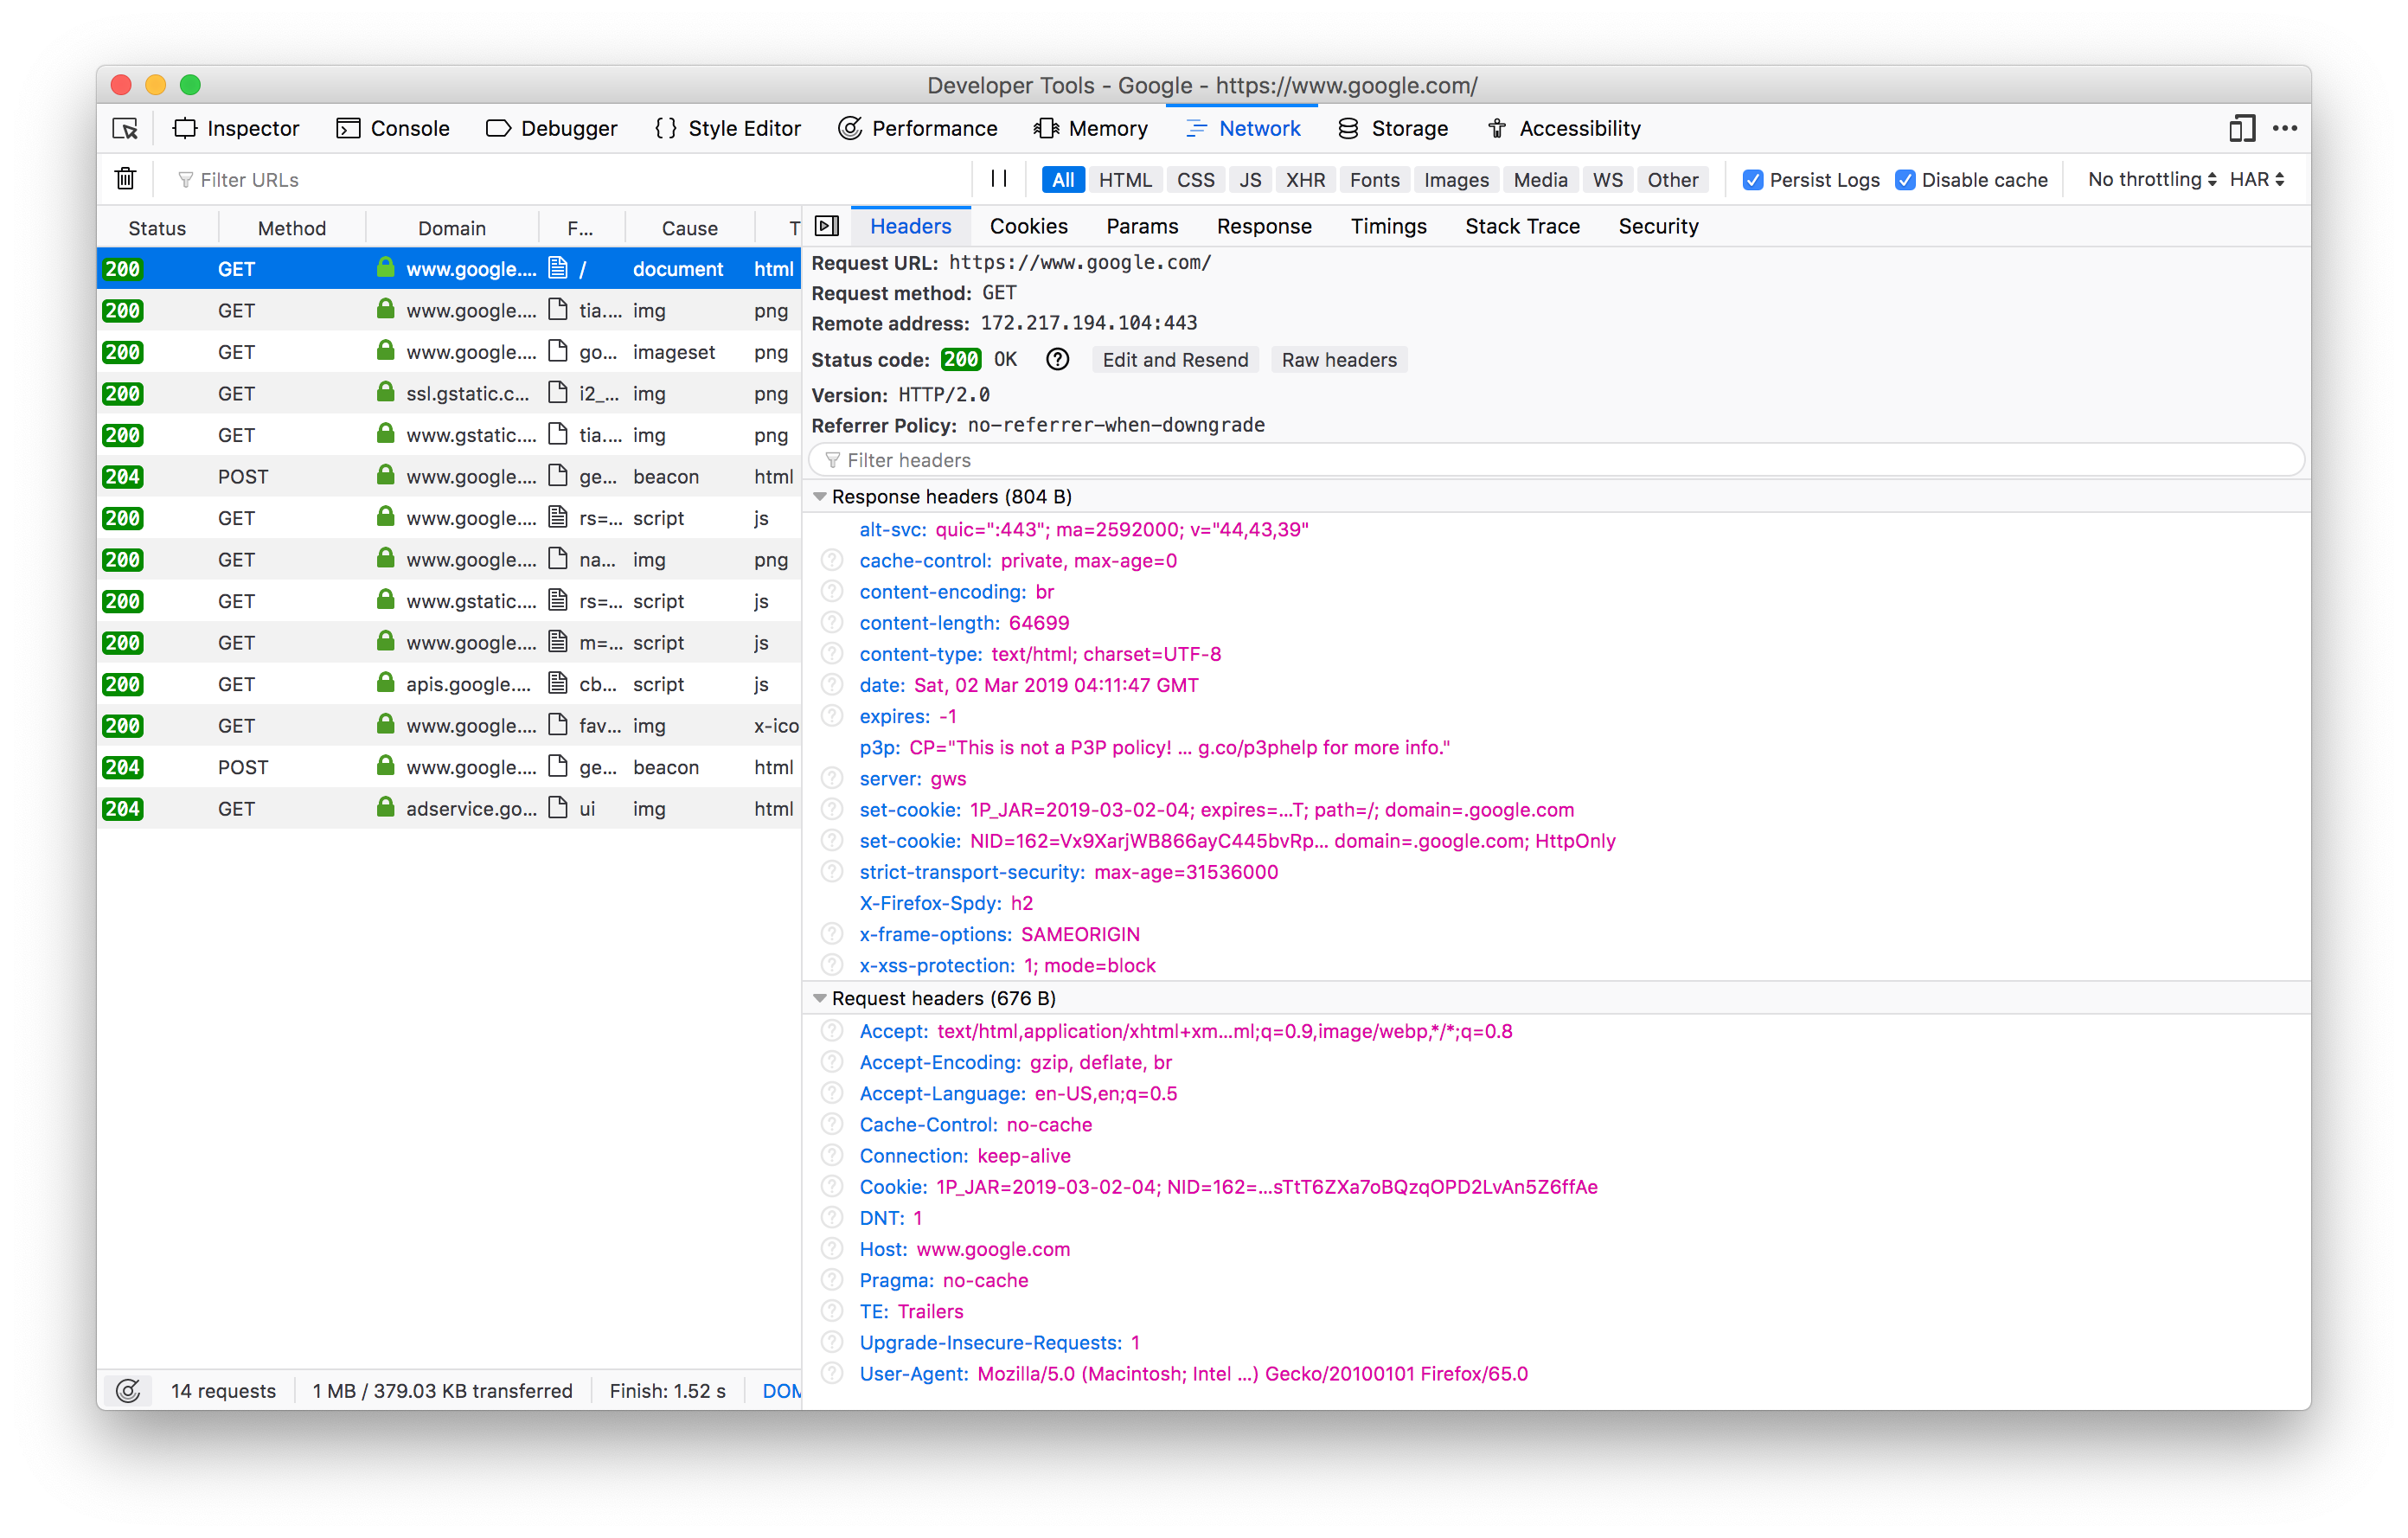 Developer Tools - Google - https://www.google.com/
Inspector Console Debugger { } Style Editor Performance Memory Network Storage Accessibility
Filter URLs All HTML CSS JS XHR Fonts Images Media WS Other Persist Logs Disable cache No throttling HAR
Status Method Domain F... Cause T
200 GET www.google.... / document html
200 GET www.google.... tia.... img png
200 GET www.google.... go... imageset png
200 GET ssl.gstatic.c... i2_... img png
200 GET www.gstatic.... tia.... img png
204 POST www.google.... ge... beacon html
200 GET www.google.... rs=... script js
200 GET www.google.... na... img png
200 GET www.gstatic.... rs=... script js
200 GET www.google.... m=... script js
200 GET apis.google.... cb... script js
200 GET www.google.... fav... img x-ico
204 POST www.google.... ge... beacon html
204 GET adservice.go... ui img html
14 requests 1 MB / 379.03 KB transferred Finish: 1.52 s DOM
Headers Cookies Params Response Timings Stack Trace Security
Request URL: https://www.google.com/
Request method: GET
Remote address: 172.217.194.104:443
Status code: 200 OK Edit and Resend Raw headers
Version: HTTP/2.0
Referrer Policy: no-referrer-when-downgrade
Filter headers
Response headers (804 B)
alt-svc: quic=":443"; ma=2592000; v="44,43,39"
cache-control: private, max-age=0
content-encoding: br
content-length: 64699
content-type: text/html; charset=UTF-8
date: Sat, 02 Mar 2019 04:11:47 GMT
expires: -1
p3p: CP="This is not a P3P policy! ... g.co/p3phelp for more info."
server: gws
set-cookie: 1P_JAR=2019-03-02-04; expires=...T; path=/; domain=.google.com
set-cookie: NID=162=Vx9XarjWB866ayC445bvRp... domain=.google.com; HttpOnly
strict-transport-security: max-age=31536000
X-Firefox-Spdy: h2
x-frame-options: SAMEORIGIN
x-xss-protection: 1; mode=block
Request headers (676 B)
Accept: text/html,application/xhtml+xm...ml;q=0.9,image/webp,*/*;q=0.8
Accept-Encoding: gzip, deflate, br
Accept-Language: en-US,en;q=0.5
Cache-Control: no-cache
Connection: keep-alive
Cookie: 1P_JAR=2019-03-02-04; NID=162=...sTtT6ZXa7oBQzqOPD2LvAn5Z6ffAe
DNT: 1
Host: www.google.com
Pragma: no-cache
TE: Trailers
Upgrade-Insecure-Requests: 1
User-Agent: Mozilla/5.0 (Macintosh; Intel ...) Gecko/20100101 Firefox/65.0